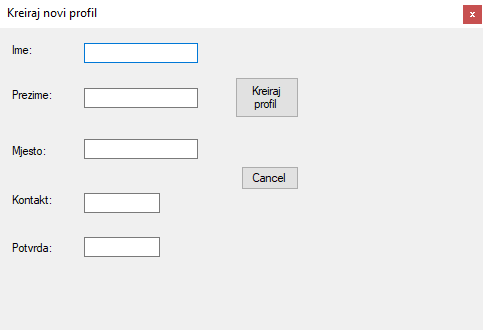 Kreiraj novi profil
x
Ime:
Prezime:
Kreiraj
profil
Mjesto:
Cancel
Kontakt:
Potvrda: